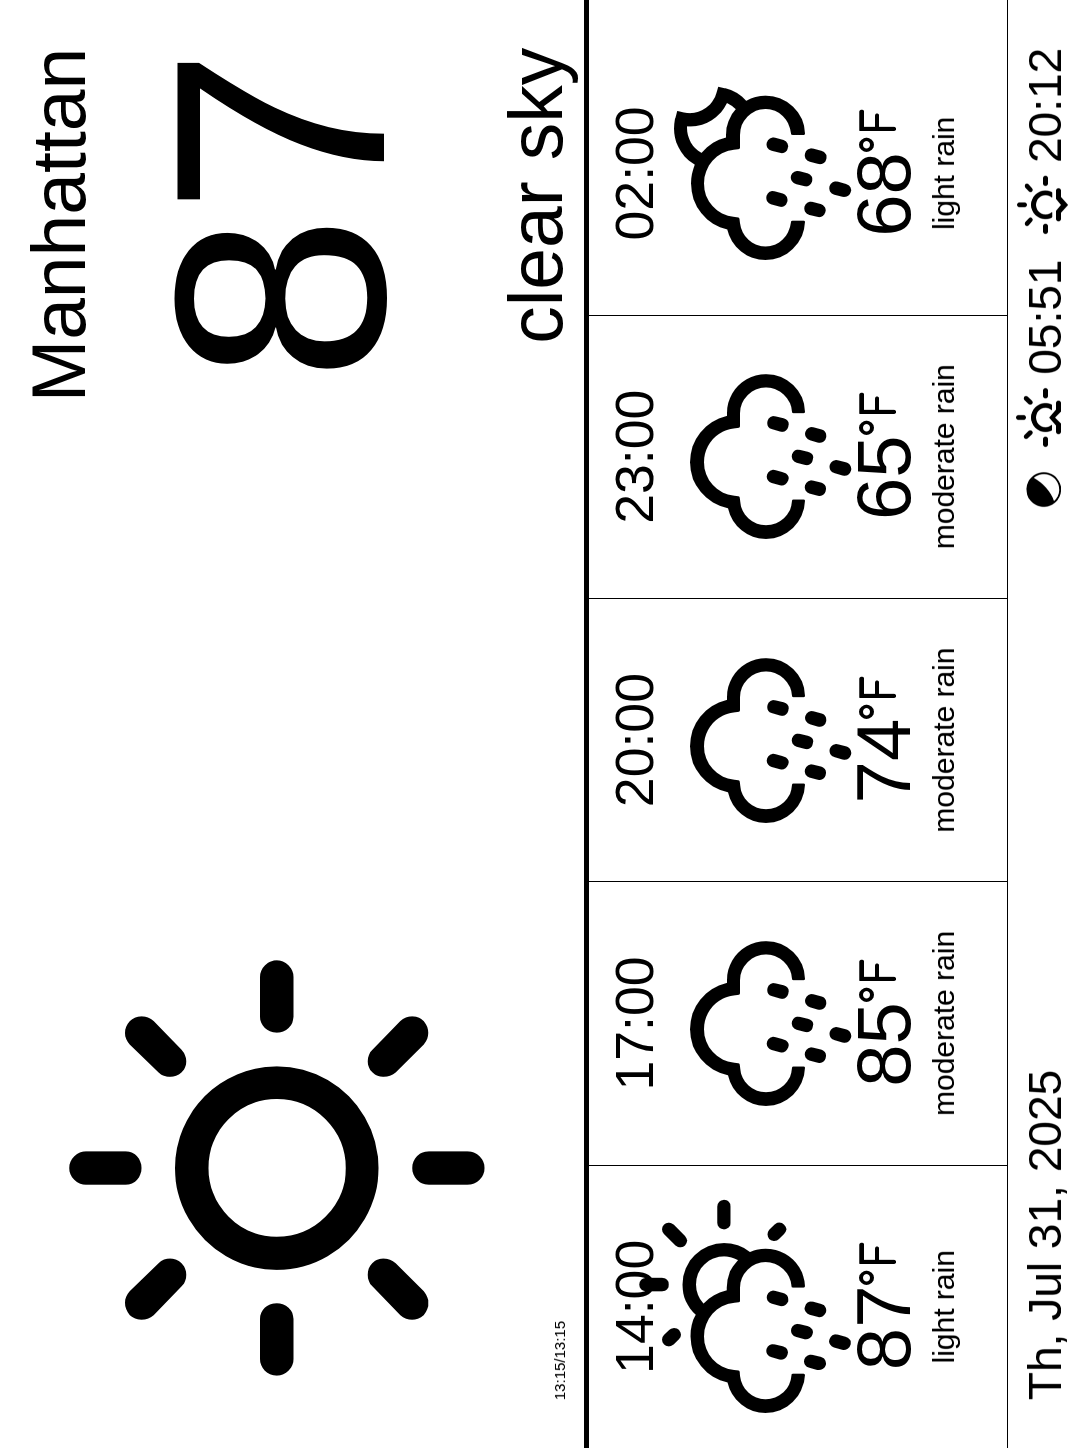 Manhattan
87
clear sky
13:15/13:15
14:00
87°F
light rain
17:00
85°F
moderate rain
20:00
74°F
moderate rain
23:00
65°F
moderate rain
02:00
68°F
light rain
Th, Jul 31, 2025
05:51
20:12